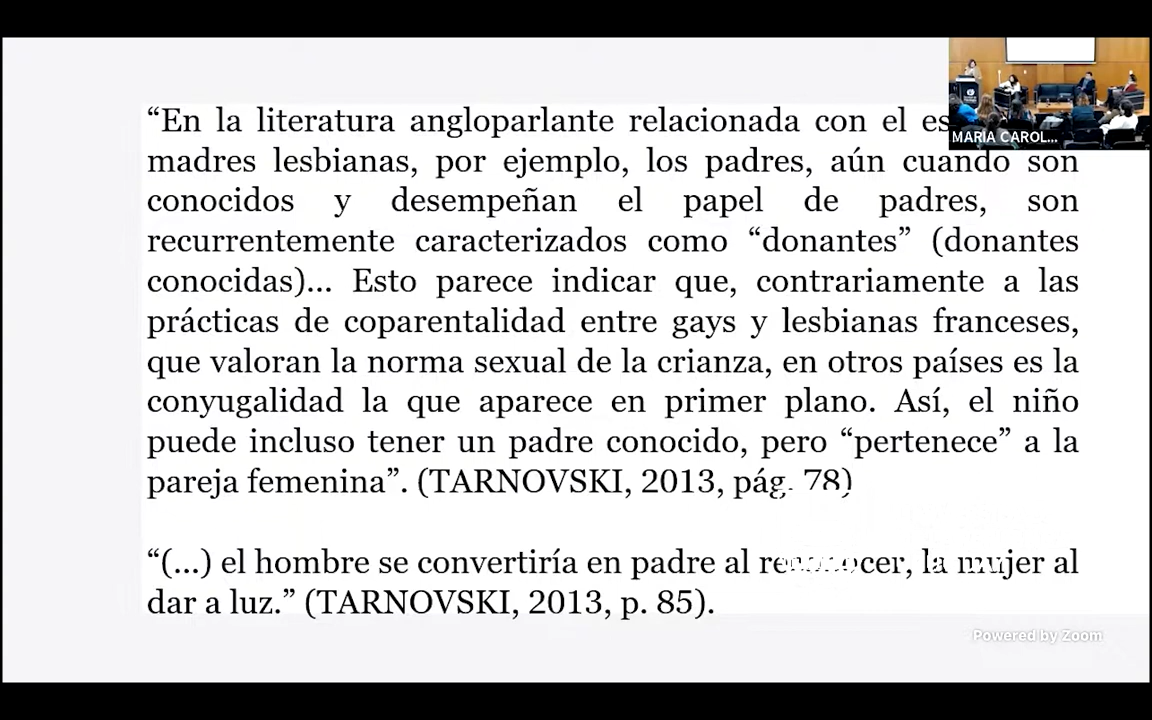 “En la literatura angloparlante relacionada con el
madres lesbianas, por ejemplo, los padres, aún cuando son
conocidos y desempeñan el papel de padres, son
recurrentemente caracterizados como “donantes” (donantes
conocidas)... Esto parece indicar que, contrariamente a las
prácticas de coparentalidad entre gays y lesbianas franceses,
que valoran la norma sexual de la crianza, en otros países es la
conyugalidad la que aparece en primer plano. Así, el niño
puede incluso tener un padre conocido, pero “pertenece” a la
pareja femenina”. (TARNOVSKI, 2013, pág. 78)
“(...) el hombre se convertiría en padre al reconocer, la mujer al
dar a luz.” (TARNOVSKI, 2013, p. 85).
MARIA CAROL...
Powered by Zoom